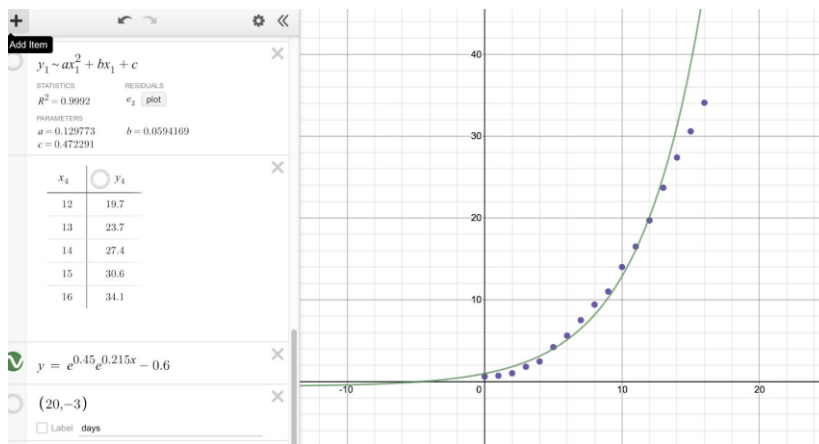 +
Add Item
y₁ ~ ax₁² + bx₁ + c
STATISTICS RESIDUALS
R² = 0.9992 e₃ plot
PARAMETERS
a = 0.129773 b = 0.0594169
c = 0.472291
x₄ y₄
12 19.7
13 23.7
14 27.4
15 30.6
16 34.1
y = e^0.45 e^0.215x − 0.6
(20,−3)
Label days
40
30
20
10
-10 0 10 20